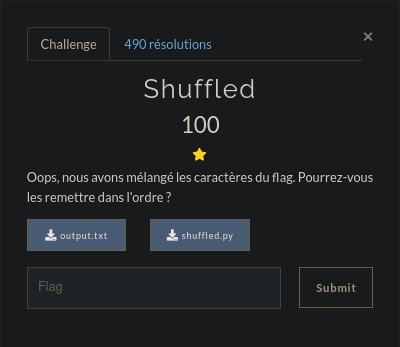 Challenge
490 résolutions
×
Shuffled
100
Oops, nous avons mélangé les caractères du flag. Pourrez-vous
les remettre dans l'ordre ?
output.txt
shuffled.py
Flag
Submit